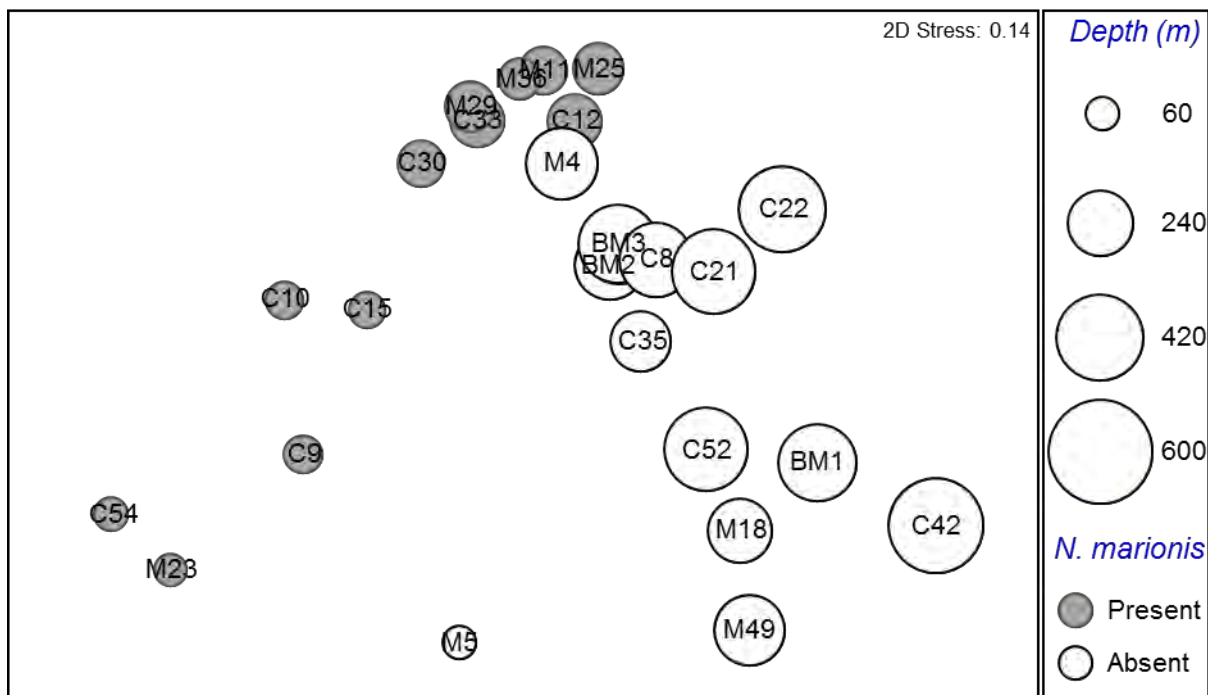 2D Stress: 0.14
M36
M11
M25
M29
C33
C12
C30
M4
C22
BM3
BM2
C8
C21
C10
C15
C35
C9
C52
BM1
C54
M18
C42
M23
M5
M49
Depth (m)
60
240
420
600
N. marionis
Present
Absent